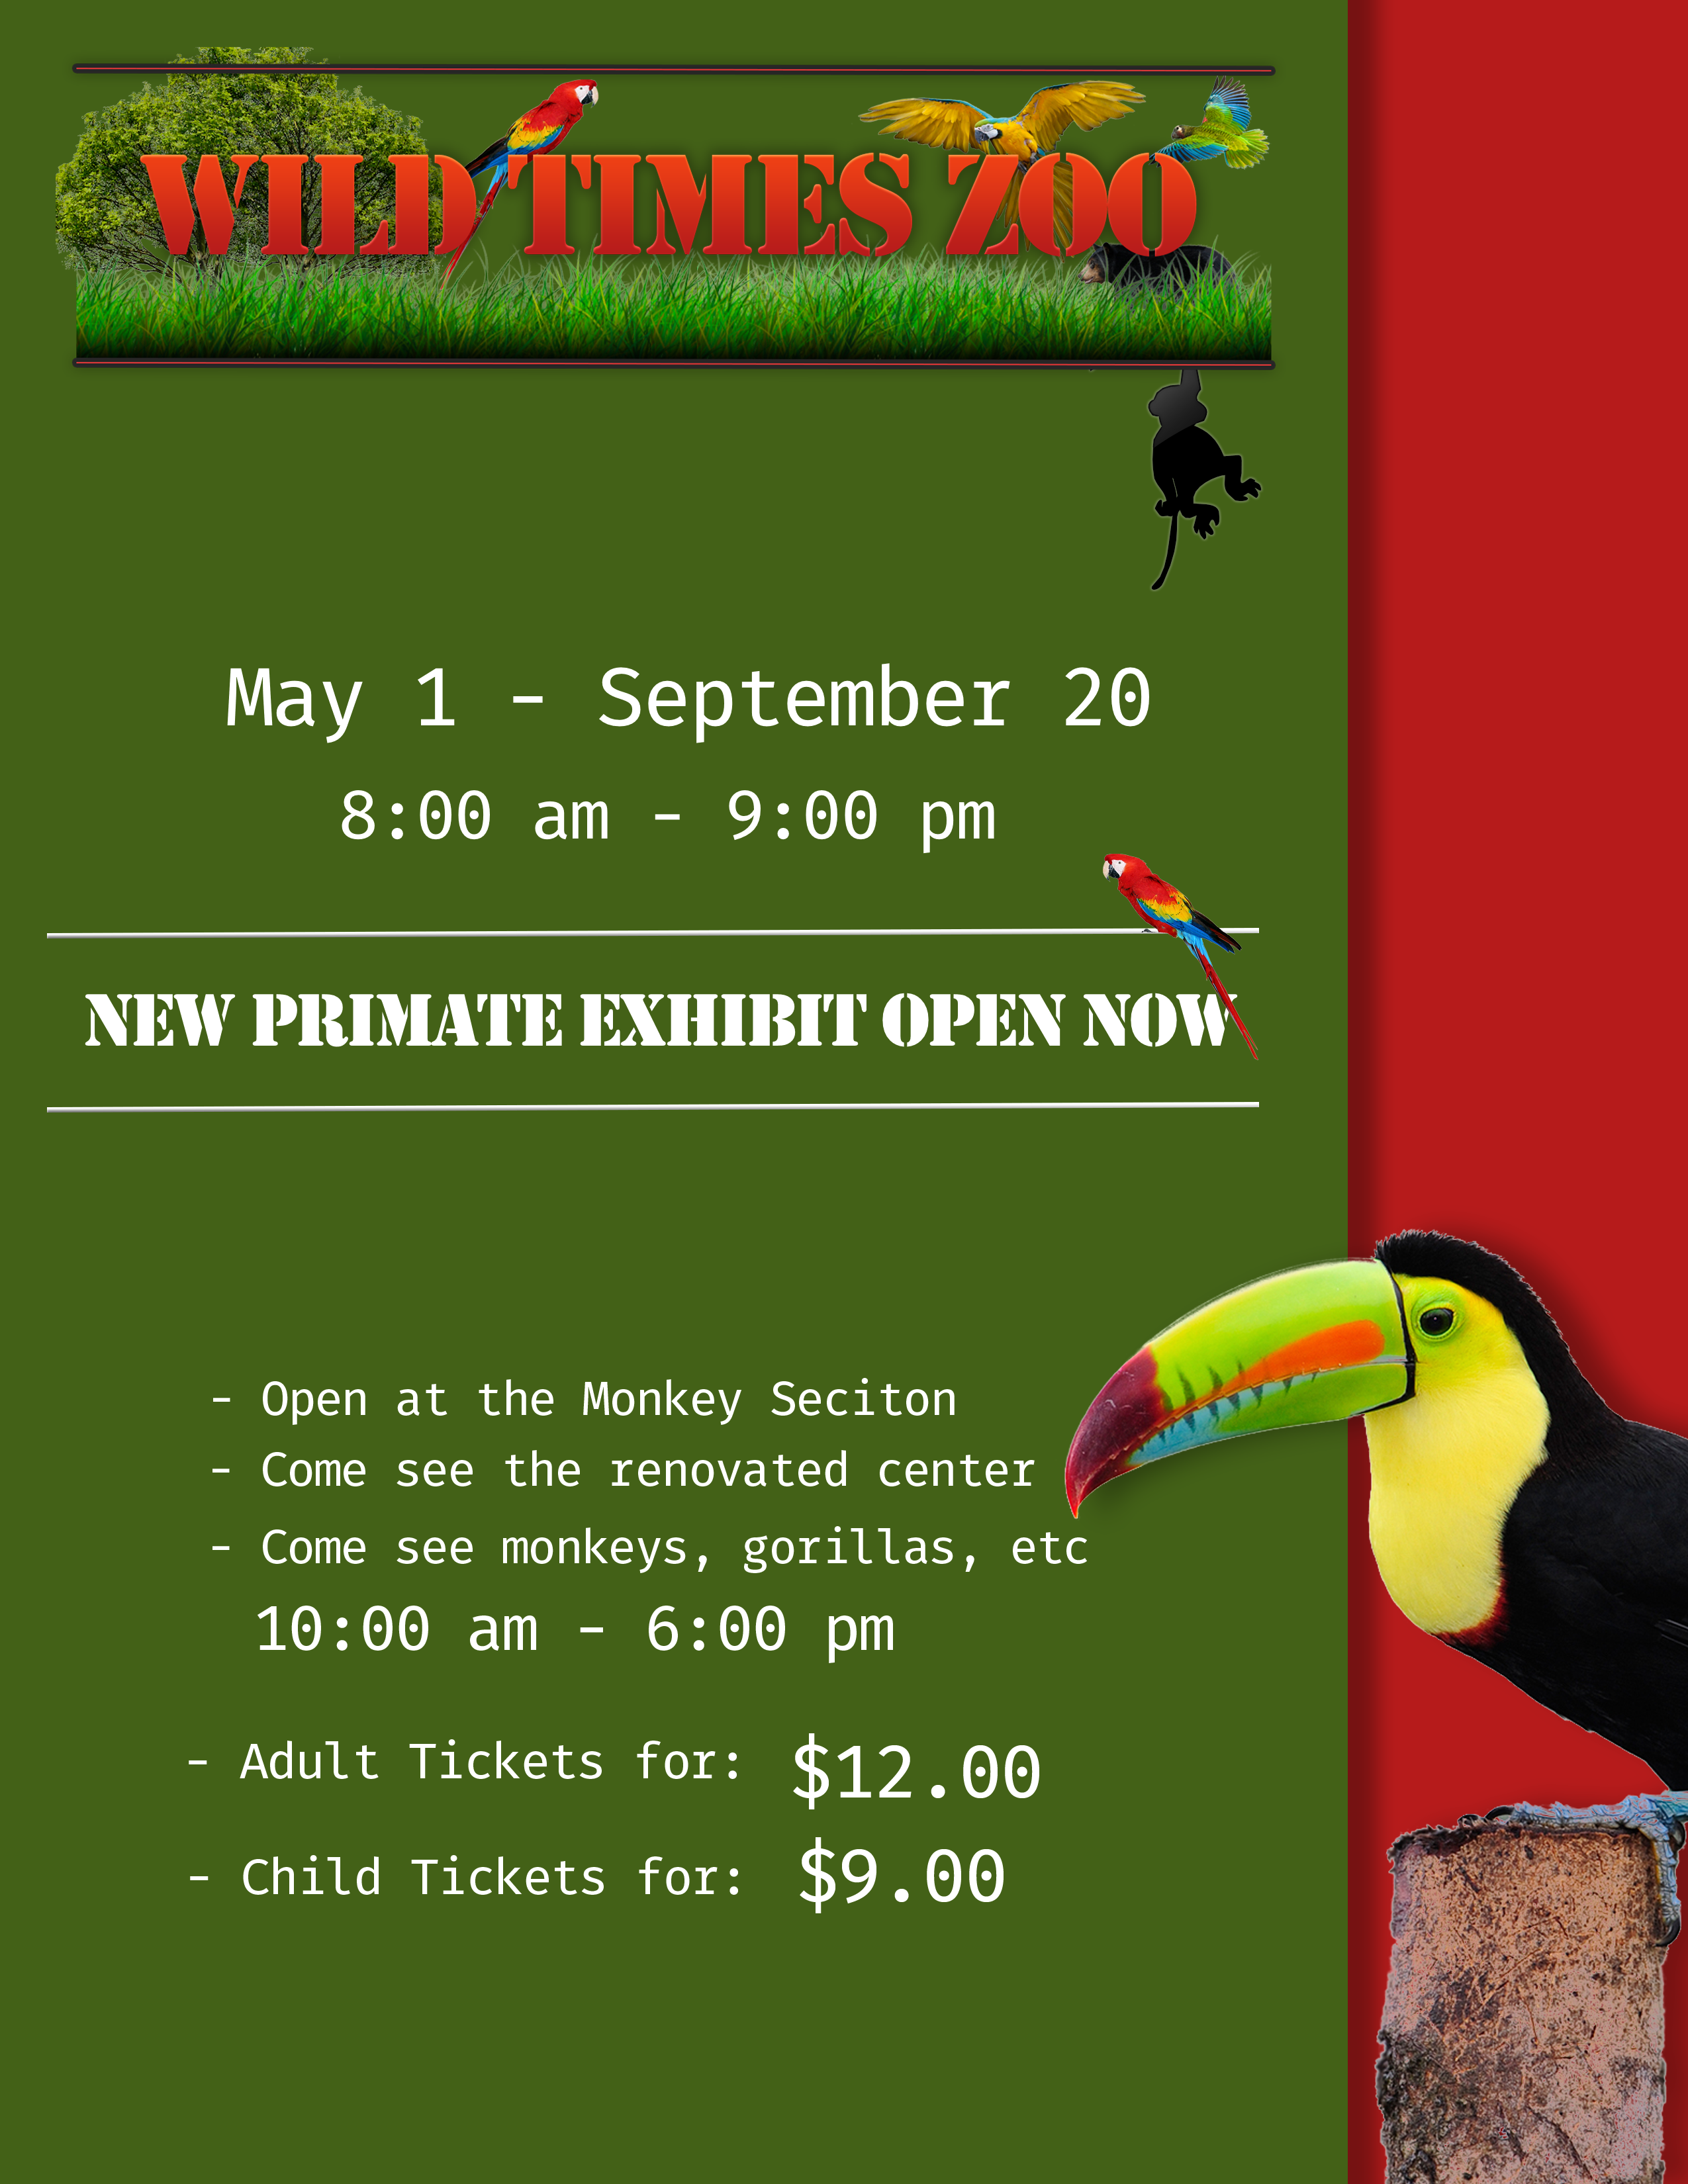 WILD TIMES ZOO
May 1 - September 20
8:00 am - 9:00 pm
NEW PRIMATE EXHIBIT OPEN NOW
- Open at the Monkey Seciton
- Come see the renovated center
- Come see monkeys, gorillas, etc
10:00 am - 6:00 pm
- Adult Tickets for: $12.00
- Child Tickets for: $9.00